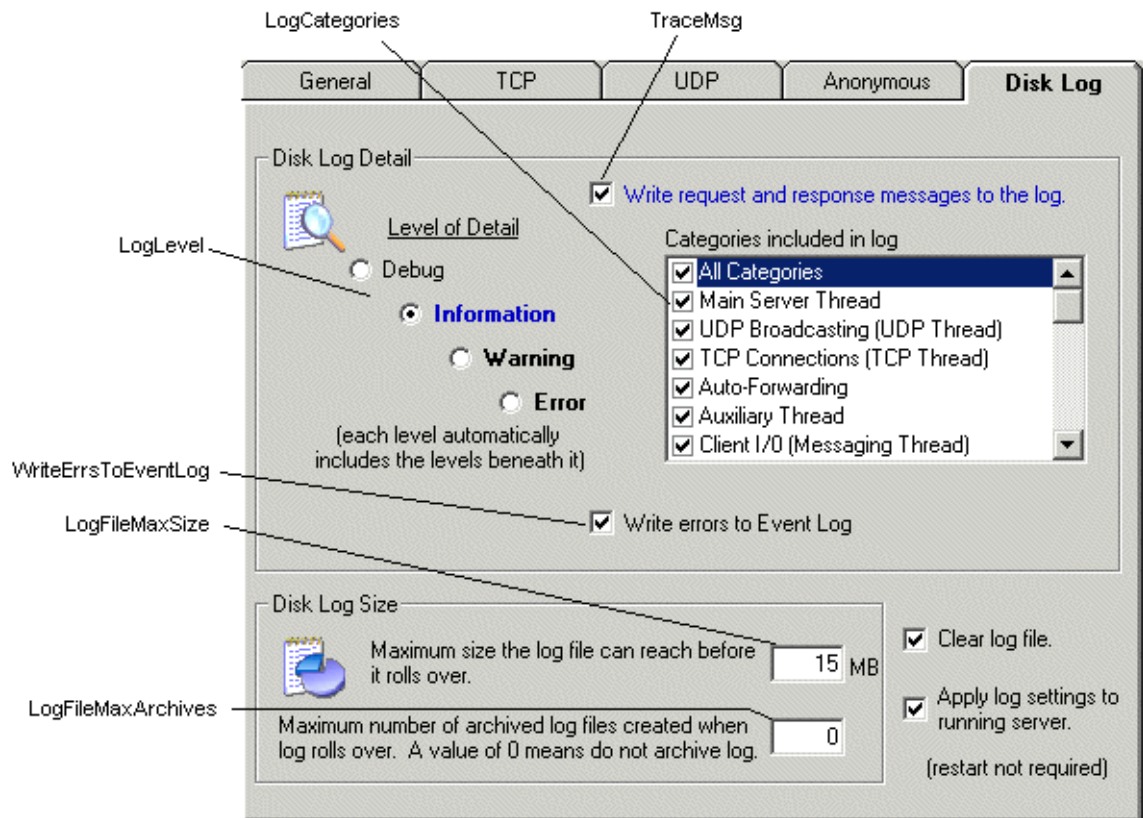 LogCategories
TraceMsg
General
TCP
UDP
Anonymous
Disk Log
Disk Log Detail
Write request and response messages to the log.
Level of Detail
Categories included in log
LogLevel
Debug
All Categories
Information
Main Server Thread
UDP Broadcasting (UDP Thread)
Warning
TCP Connections (TCP Thread)
Auto-Forwarding
Error
Auxiliary Thread
(each level automatically
includes the levels beneath it)
Client I/O (Messaging Thread)
WriteErrsToEventLog
LogFileMaxSize
Write errors to Event Log
Disk Log Size
Maximum size the log file can reach before
it rolls over.
15 MB
Clear log file.
LogFileMaxArchives
Maximum number of archived log files created when
log rolls over. A value of 0 means do not archive log.
0
Apply log settings to
running server.
(restart not required)